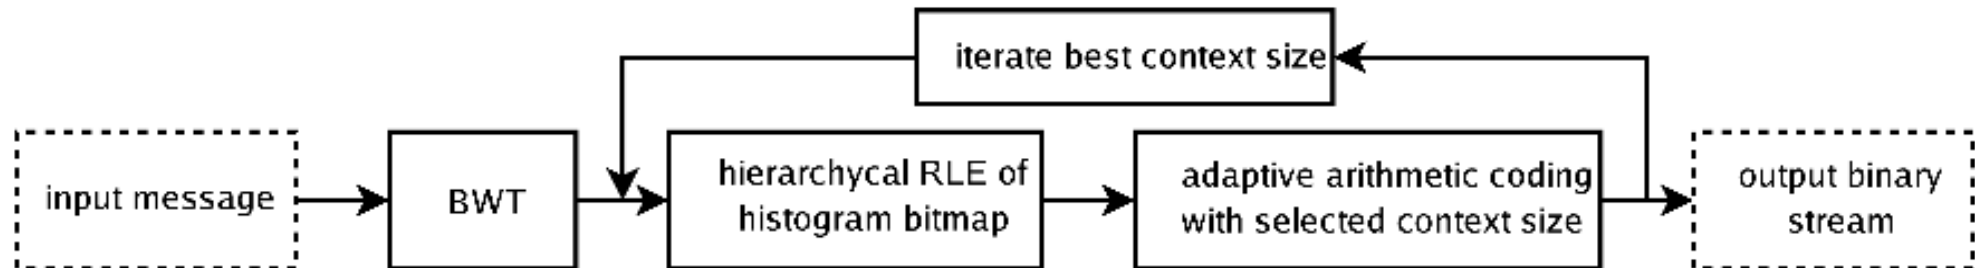 iterate best context size
input message
BWT
hierarchycal RLE of
histogram bitmap
adaptive arithmetic coding
with selected context size
output binary
stream